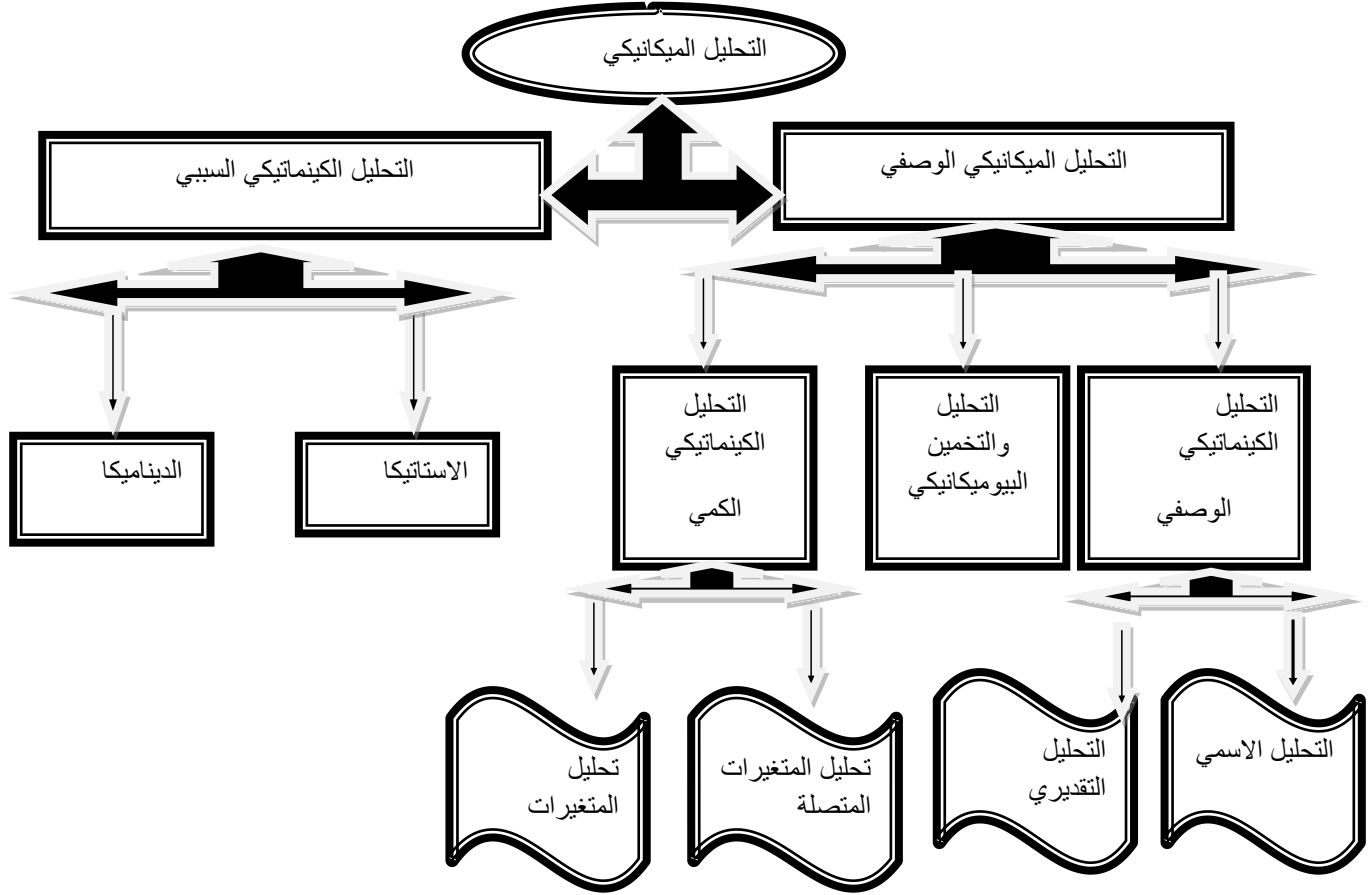 التحليل الميكانيكي
التحليل الميكانيكي الوصفي
التحليل الكينماتيكي السببي
التحليل
الكينماتيكي
الوصفي
التحليل
والتخمين
البيوميكانيكي
التحليل
الكينماتيكي
الكمي
الاستاتيكا
الديناميكا
التحليل الاسمي
التحليل
التقديري
تحليل المتغيرات
المتصلة
تحليل
المتغيرات